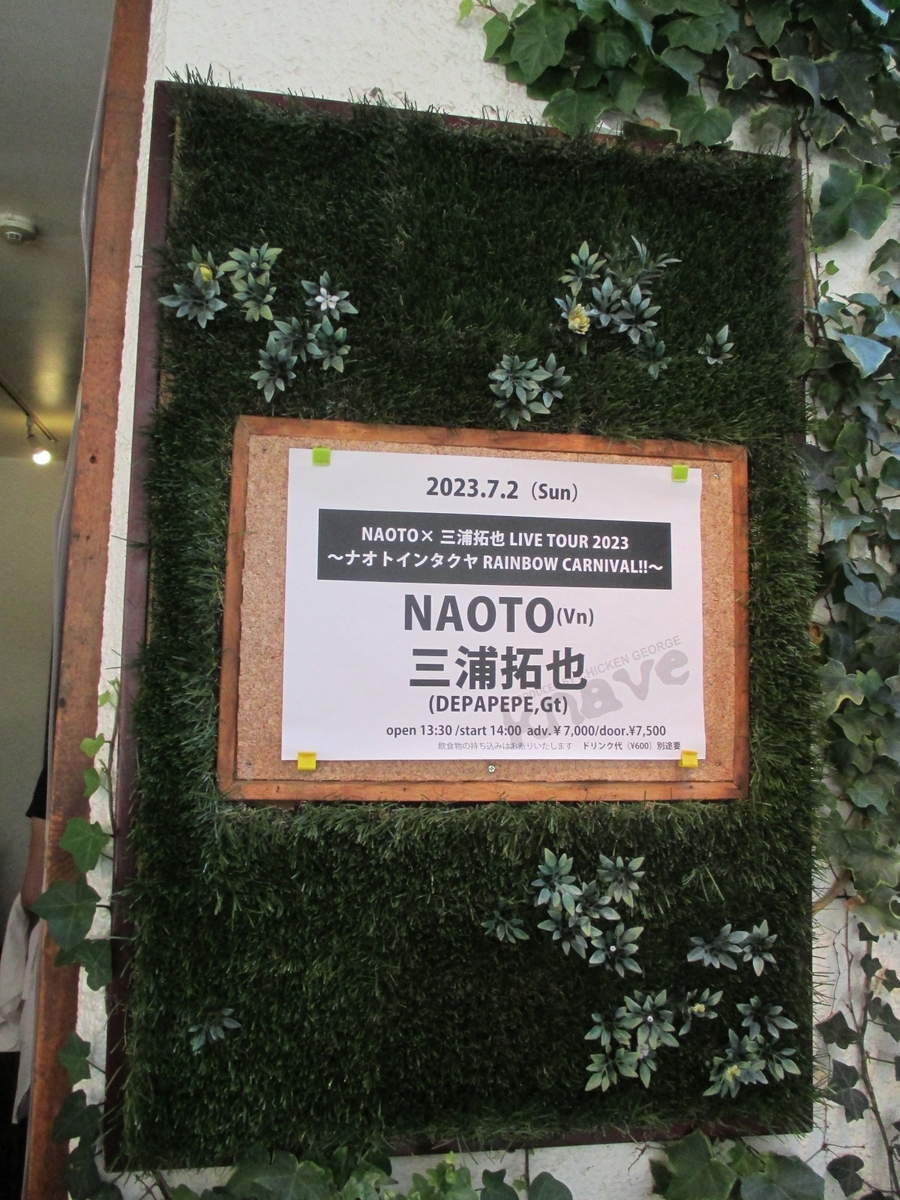 2023.7.2（Sun）
NAOTO× 三浦拓也 LIVE TOUR 2023
～ナオトインタクヤ RAINBOW CARNIVAL!!～
NAOTO(Vn)
三浦拓也
(DEPAPEPE,Gt)
CHICKEN GEORGE
knave
open 13:30 /start 14:00 adv.￥7,000/door.¥7,500
飲食物の持ち込みはお断りいたします ドリンク代（¥600）別途要